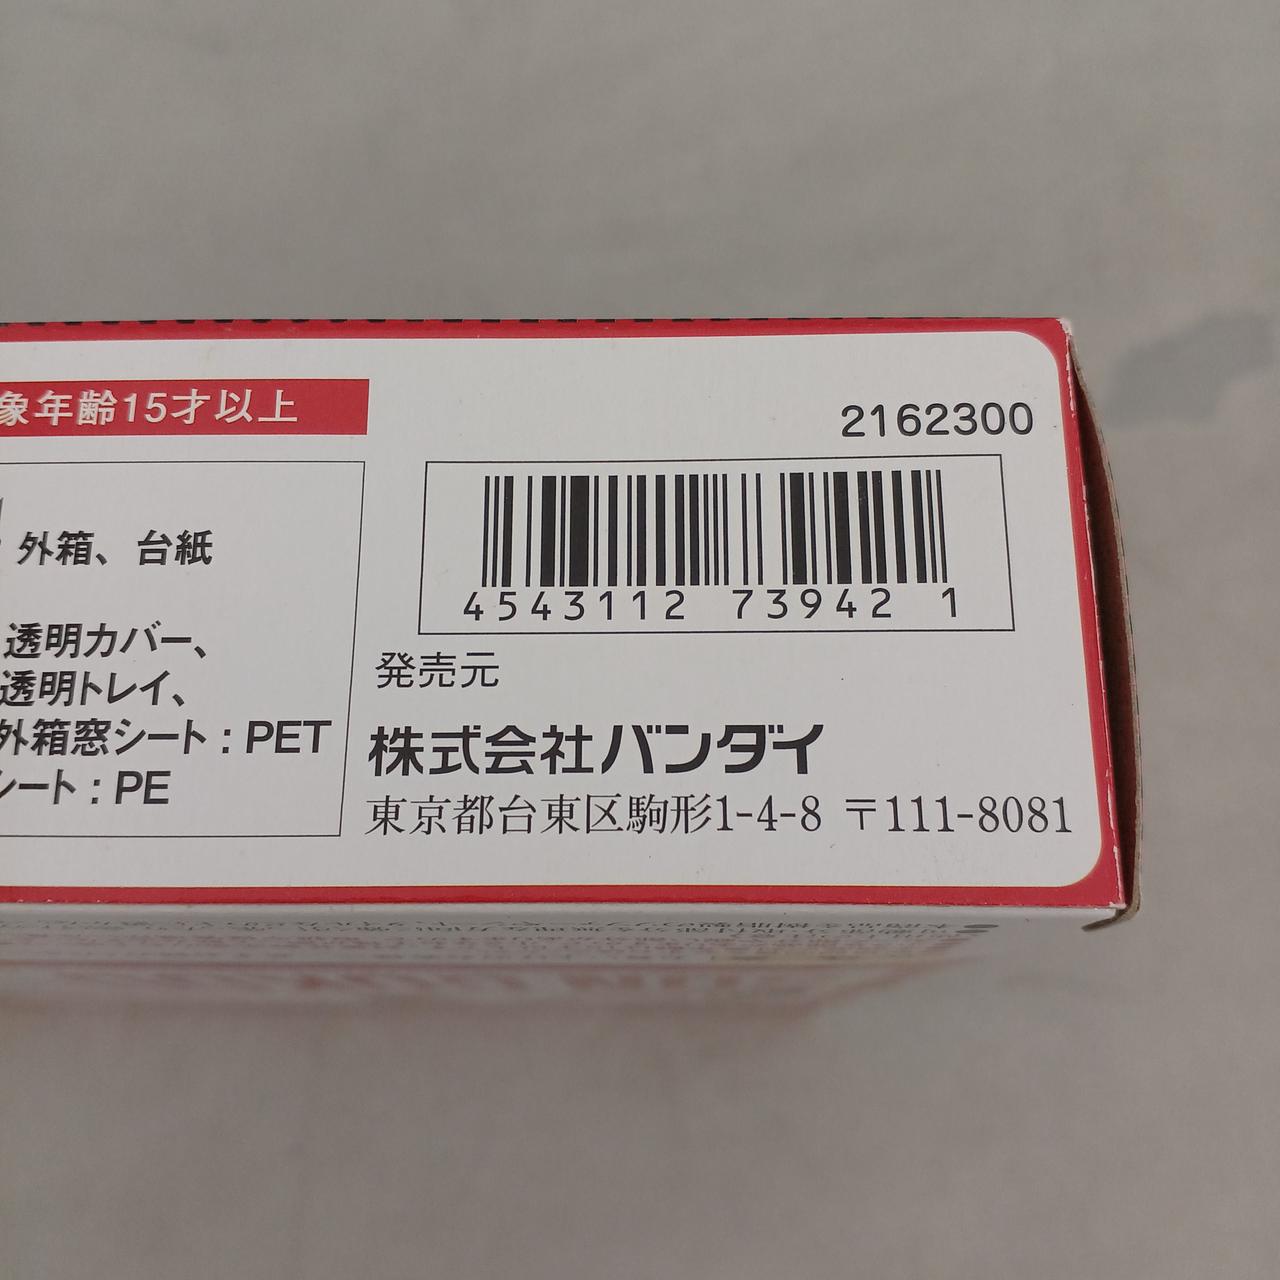 象年齢15才以上
2162300
外箱、台紙
透明カバー、
透明トレイ、
外箱窓シート:PET
シート:PE
4543112 73942 1
発売元
株式会社バンダイ
東京都台東区駒形1-4-8 〒111-8081